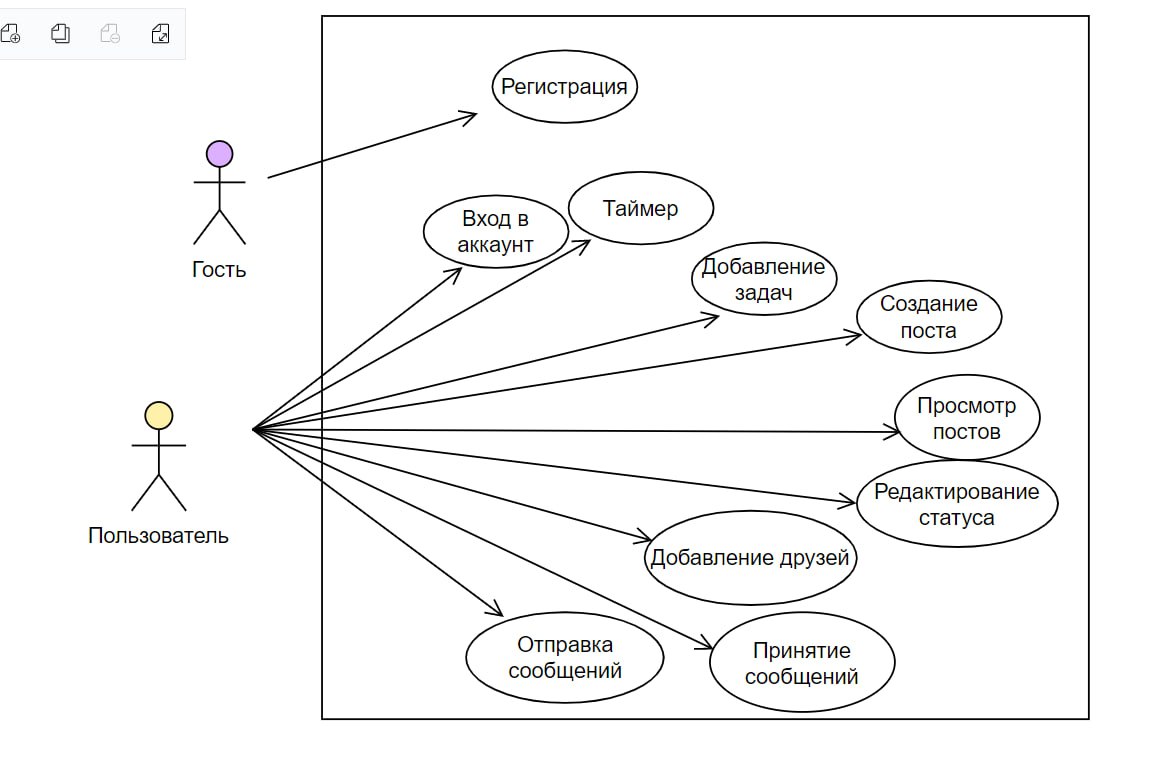 Регистрация
Вход в
аккаунт
Таймер
Гость
Добавление
задач
Создание
поста
Просмотр
постов
Редактирование
статуса
Пользователь
Добавление друзей
Отправка
сообщений
Принятие
сообщений